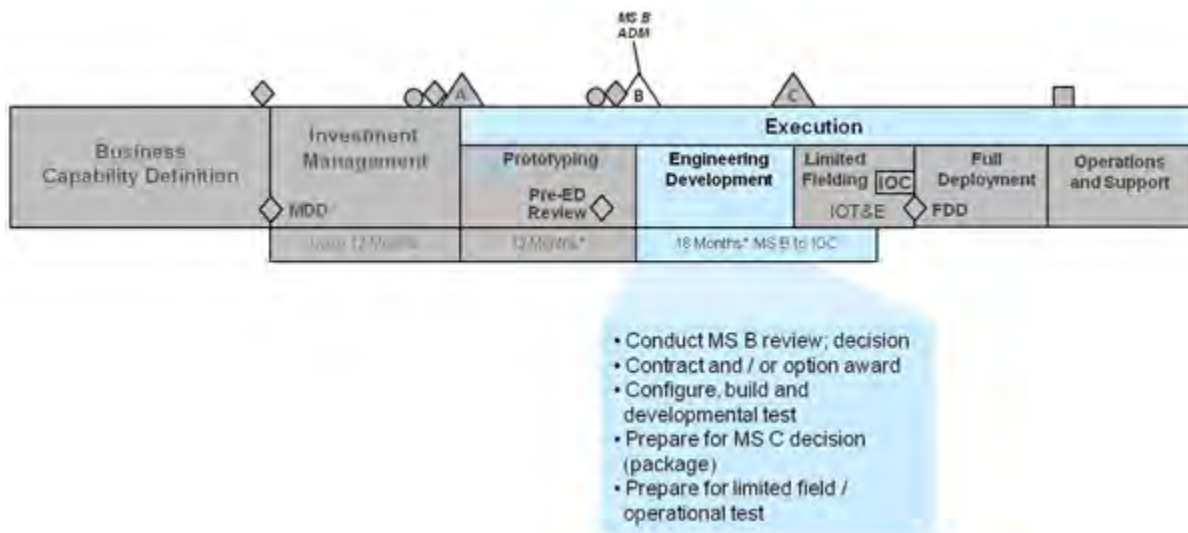 MS B
ADM
A
B
C
Business
Capability Definition
Investment
Management
Execution
Prototyping
Pre-ED
Review
Engineering
Development
Limited
Fielding IOC
IOT&E
Full
Deployment
Operations
and Support
MDD
FDD
12 Months
12 Months*
18 Months* MS B to IOC
• Conduct MS B review; decision
• Contract and / or option award
• Configure, build and
developmental test
• Prepare for MS C decision
(package)
• Prepare for limited field /
operational test